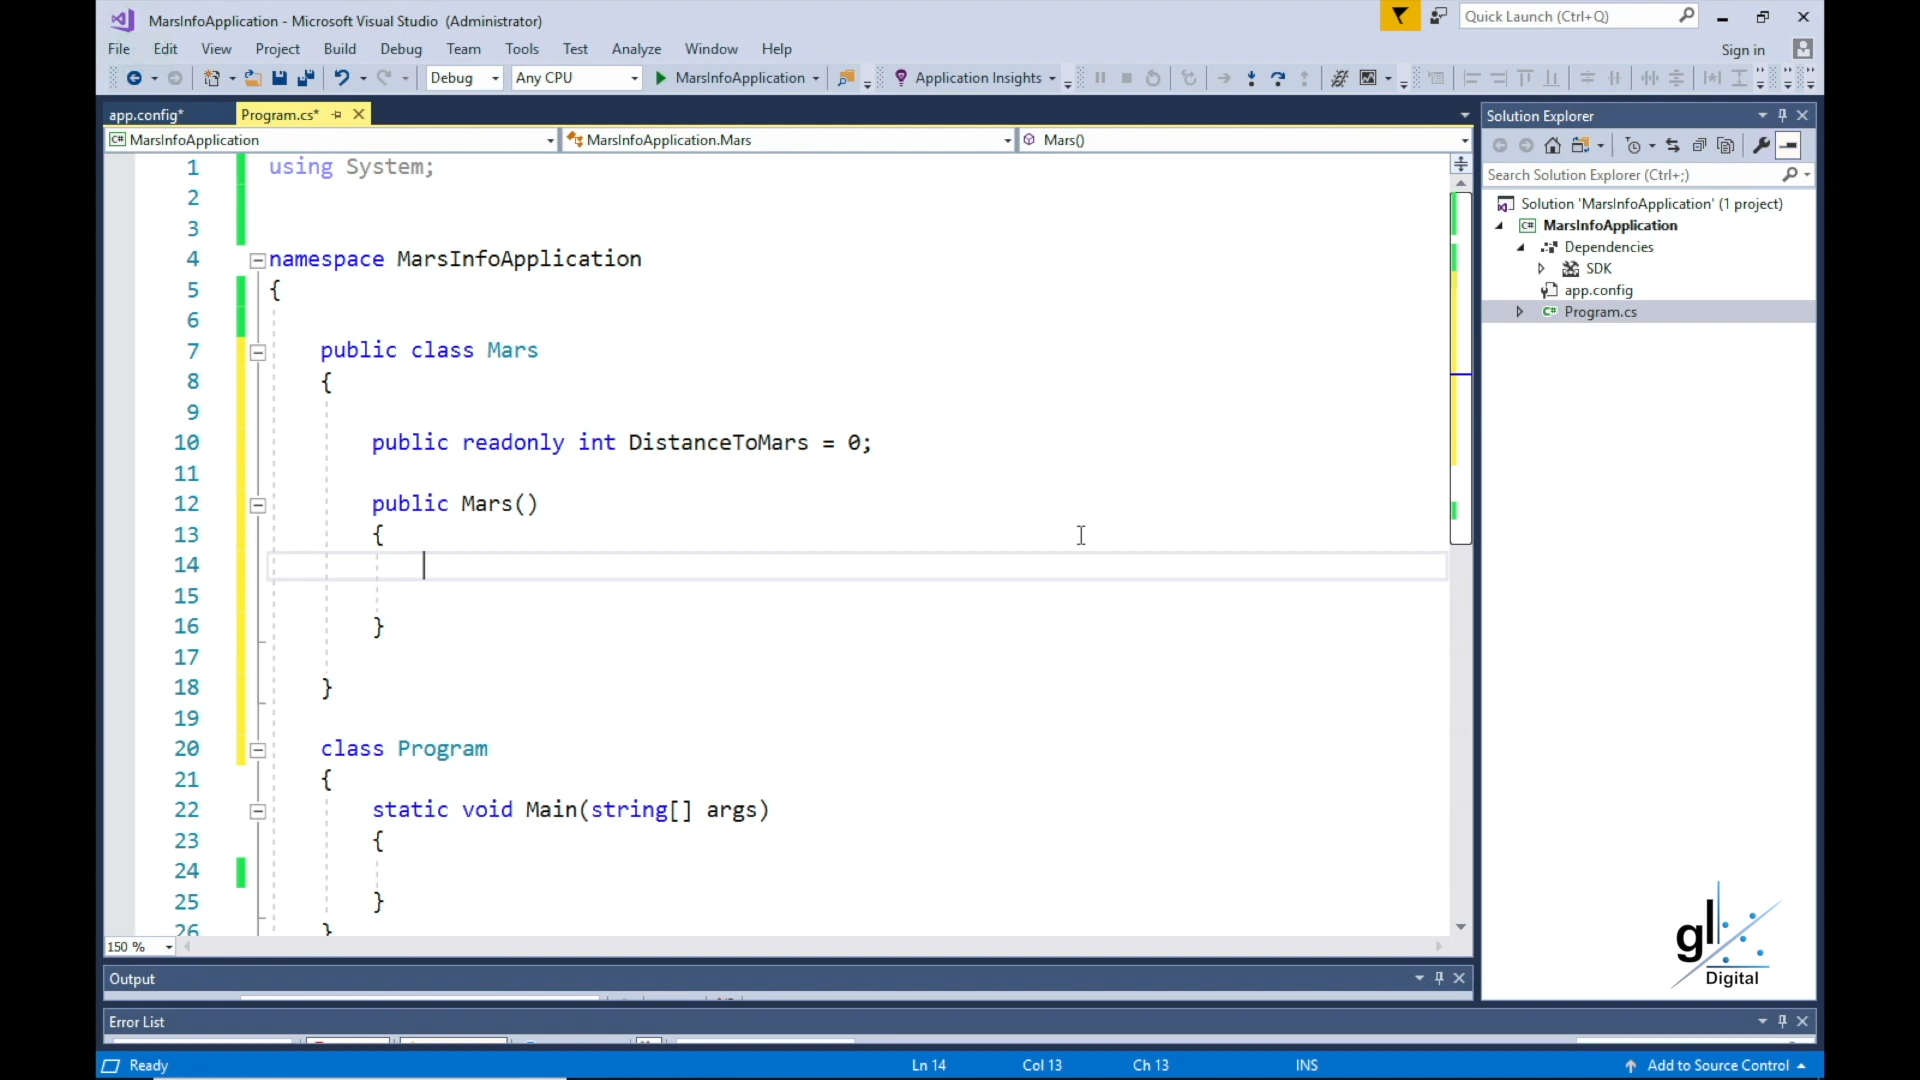 MarsInfoApplication - Microsoft Visual Studio (Administrator)
Quick Launch (Ctrl+Q)
File Edit View Project Build Debug Team Tools Test Analyze Window Help
Sign in
Debug Any CPU MarsInfoApplication Application Insights
app.config* Program.cs*
MarsInfoApplication MarsInfoApplication.Mars Mars()
1 using System;
2
3
4 namespace MarsInfoApplication
5 {
6
7 public class Mars
8 {
9
10 public readonly int DistanceToMars = 0;
11
12 public Mars()
13 {
14
15
16 }
17
18 }
19
20 class Program
21 {
22 static void Main(string[] args)
23 {
24
25 }
26 }
150 %
Output
Error List
Ready Ln 14 Col 13 Ch 13 INS Add to Source Control
Solution Explorer
Search Solution Explorer (Ctrl+;)
Solution 'MarsInfoApplication' (1 project)
C# MarsInfoApplication
Dependencies
SDK
app.config
C# Program.cs
gl
Digital